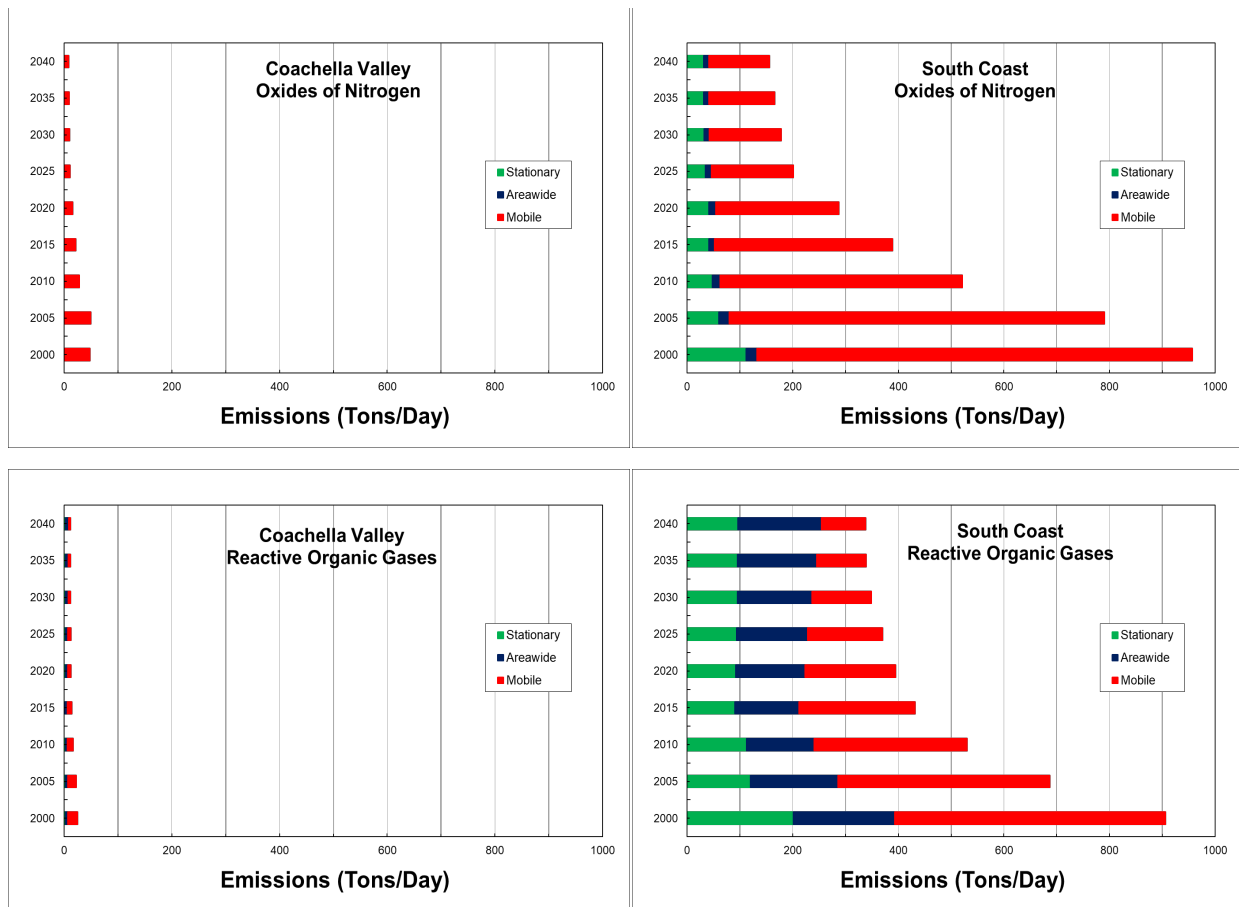 Coachella Valley
Oxides of Nitrogen
2040
2035
2030
2025
2020
2015
2010
2005
2000
Stationary
Areawide
Mobile
0 200 400 600 800 1000
Emissions (Tons/Day)
South Coast
Oxides of Nitrogen
2040
2035
2030
2025
2020
2015
2010
2005
2000
Stationary
Areawide
Mobile
0 200 400 600 800 1000
Emissions (Tons/Day)
Coachella Valley
Reactive Organic Gases
2040
2035
2030
2025
2020
2015
2010
2005
2000
Stationary
Areawide
Mobile
0 200 400 600 800 1000
Emissions (Tons/Day)
South Coast
Reactive Organic Gases
2040
2035
2030
2025
2020
2015
2010
2005
2000
Stationary
Areawide
Mobile
0 200 400 600 800 1000
Emissions (Tons/Day)